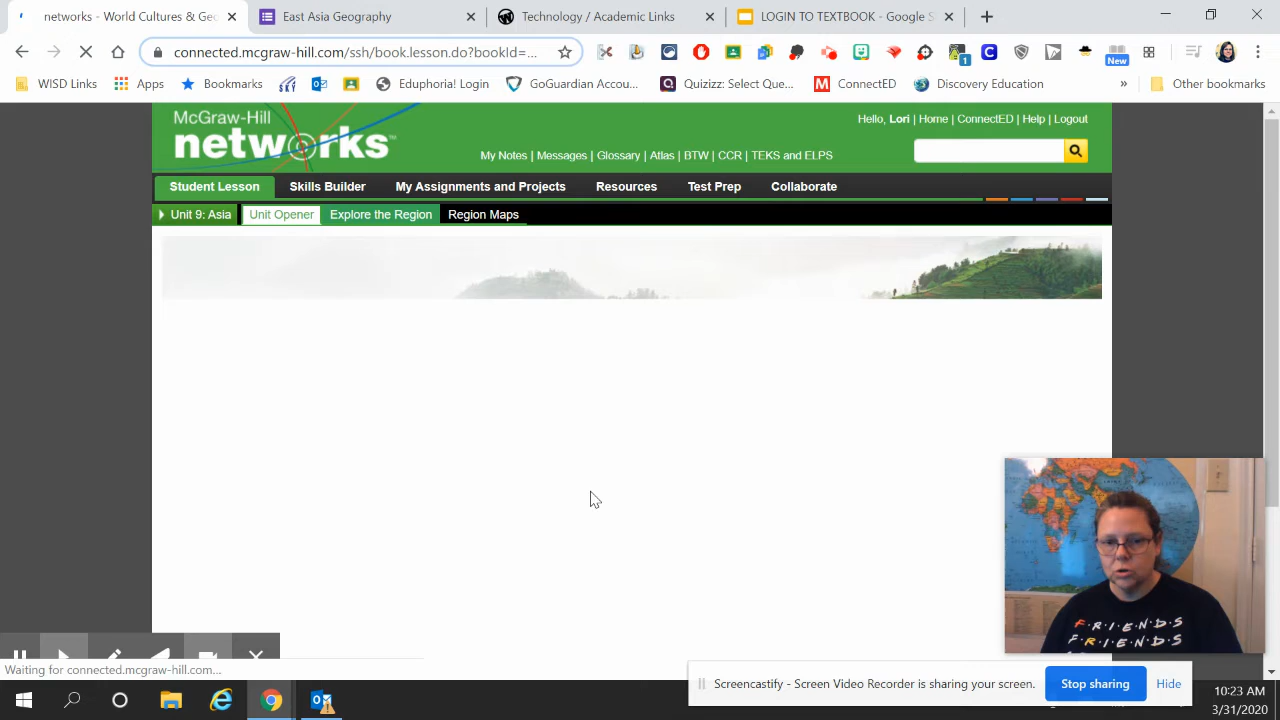 networks - World Cultures & Geo
East Asia Geography
Technology / Academic Links
LOGIN TO TEXTBOOK - Google S
connected.mcgraw-hill.com/ssh/book.lesson.do?bookId=...
1
New
WISD Links
Apps
Bookmarks
Eduphoria! Login
GoGuardian Accou...
Quizizz: Select Que...
ConnectED
Discovery Education
»
Other bookmarks
McGraw-Hill
networks™
Hello, Lori | Home | ConnectED | Help | Logout
My Notes | Messages | Glossary | Atlas | BTW | CCR | TEKS and ELPS
Student Lesson
Skills Builder
My Assignments and Projects
Resources
Test Prep
Collaborate
Unit 9: Asia
Unit Opener
Explore the Region
Region Maps
F·R·I·E·N·D·S
F·R·I·E·N·D·S
Waiting for connected.mcgraw-hill.com...
Screencastify - Screen Video Recorder is sharing your screen.
Stop sharing
Hide
10:23 AM
3/31/2020